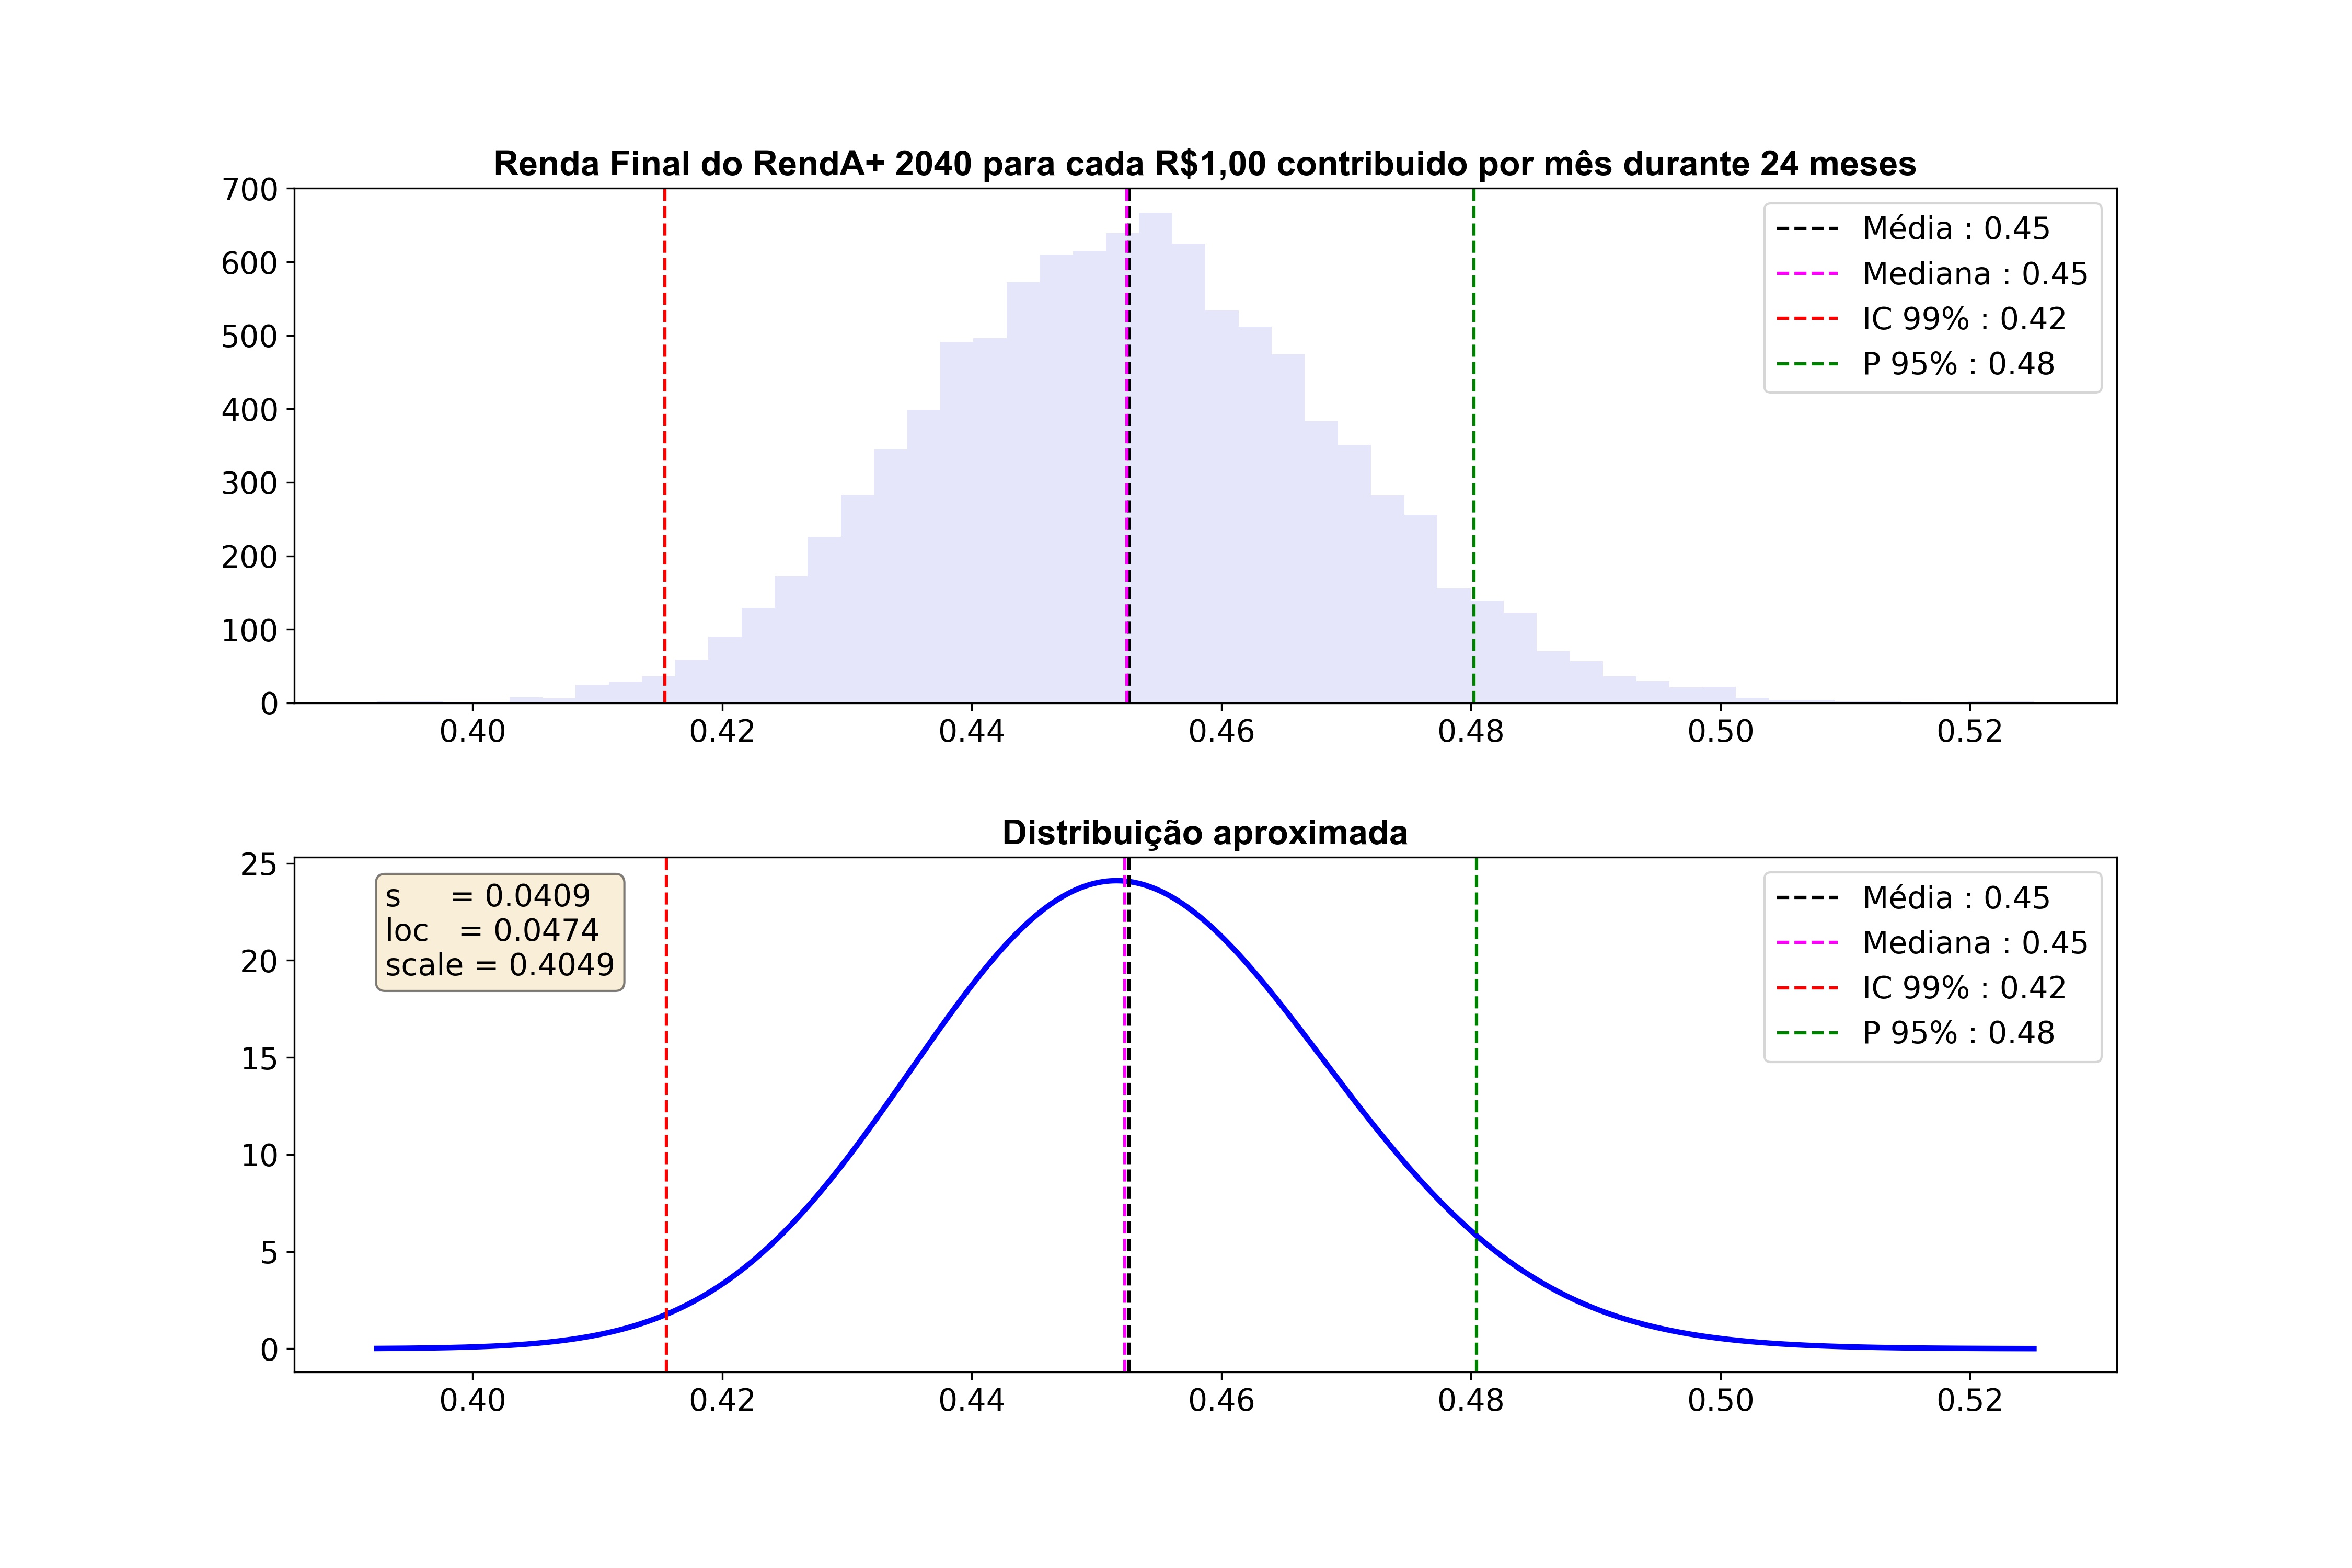 Renda Final do RendA+ 2040 para cada R$1,00 contribuido por mês durante 24 meses
700
600
500
400
300
200
100
0
Média : 0.45
Mediana : 0.45
IC 99% : 0.42
P 95% : 0.48
0.40 0.42 0.44 0.46 0.48 0.50 0.52
Distribuição aproximada
25
20
15
10
5
0
s = 0.0409
loc = 0.0474
scale = 0.4049
Média : 0.45
Mediana : 0.45
IC 99% : 0.42
P 95% : 0.48
0.40 0.42 0.44 0.46 0.48 0.50 0.52